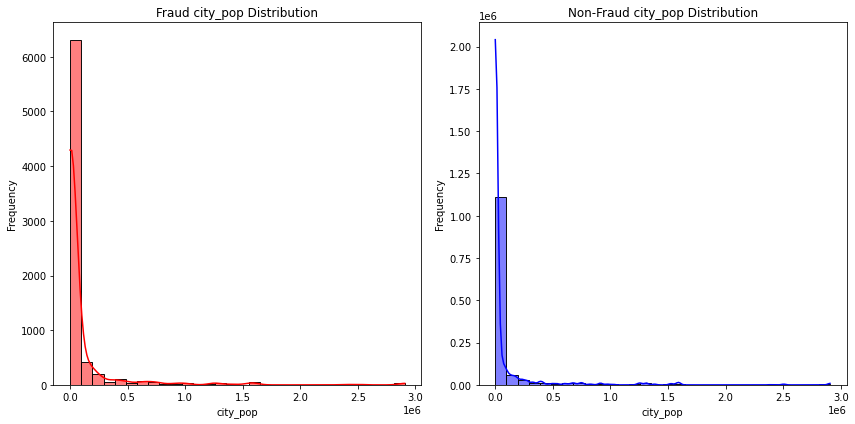 Fraud city_pop Distribution
Frequency
6000
5000
4000
3000
2000
1000
0
0.0 0.5 1.0 1.5 2.0 2.5 3.0
1e6
city_pop
Non-Fraud city_pop Distribution
1e6
Frequency
2.00
1.75
1.50
1.25
1.00
0.75
0.50
0.25
0.00
0.0 0.5 1.0 1.5 2.0 2.5 3.0
1e6
city_pop